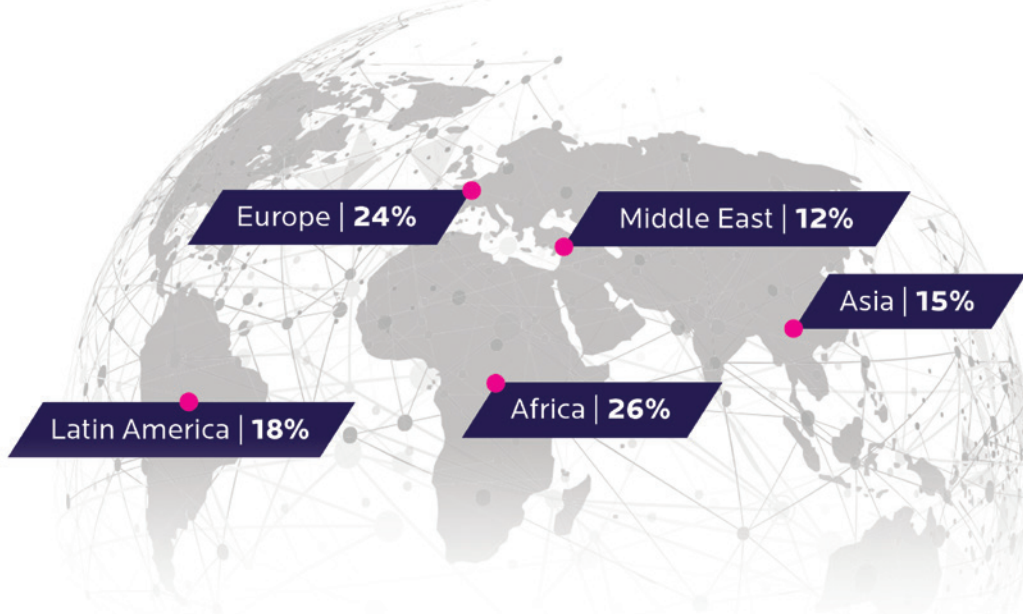 Europe | 24%
Middle East | 12%
Asia | 15%
Africa | 26%
Latin America | 18%